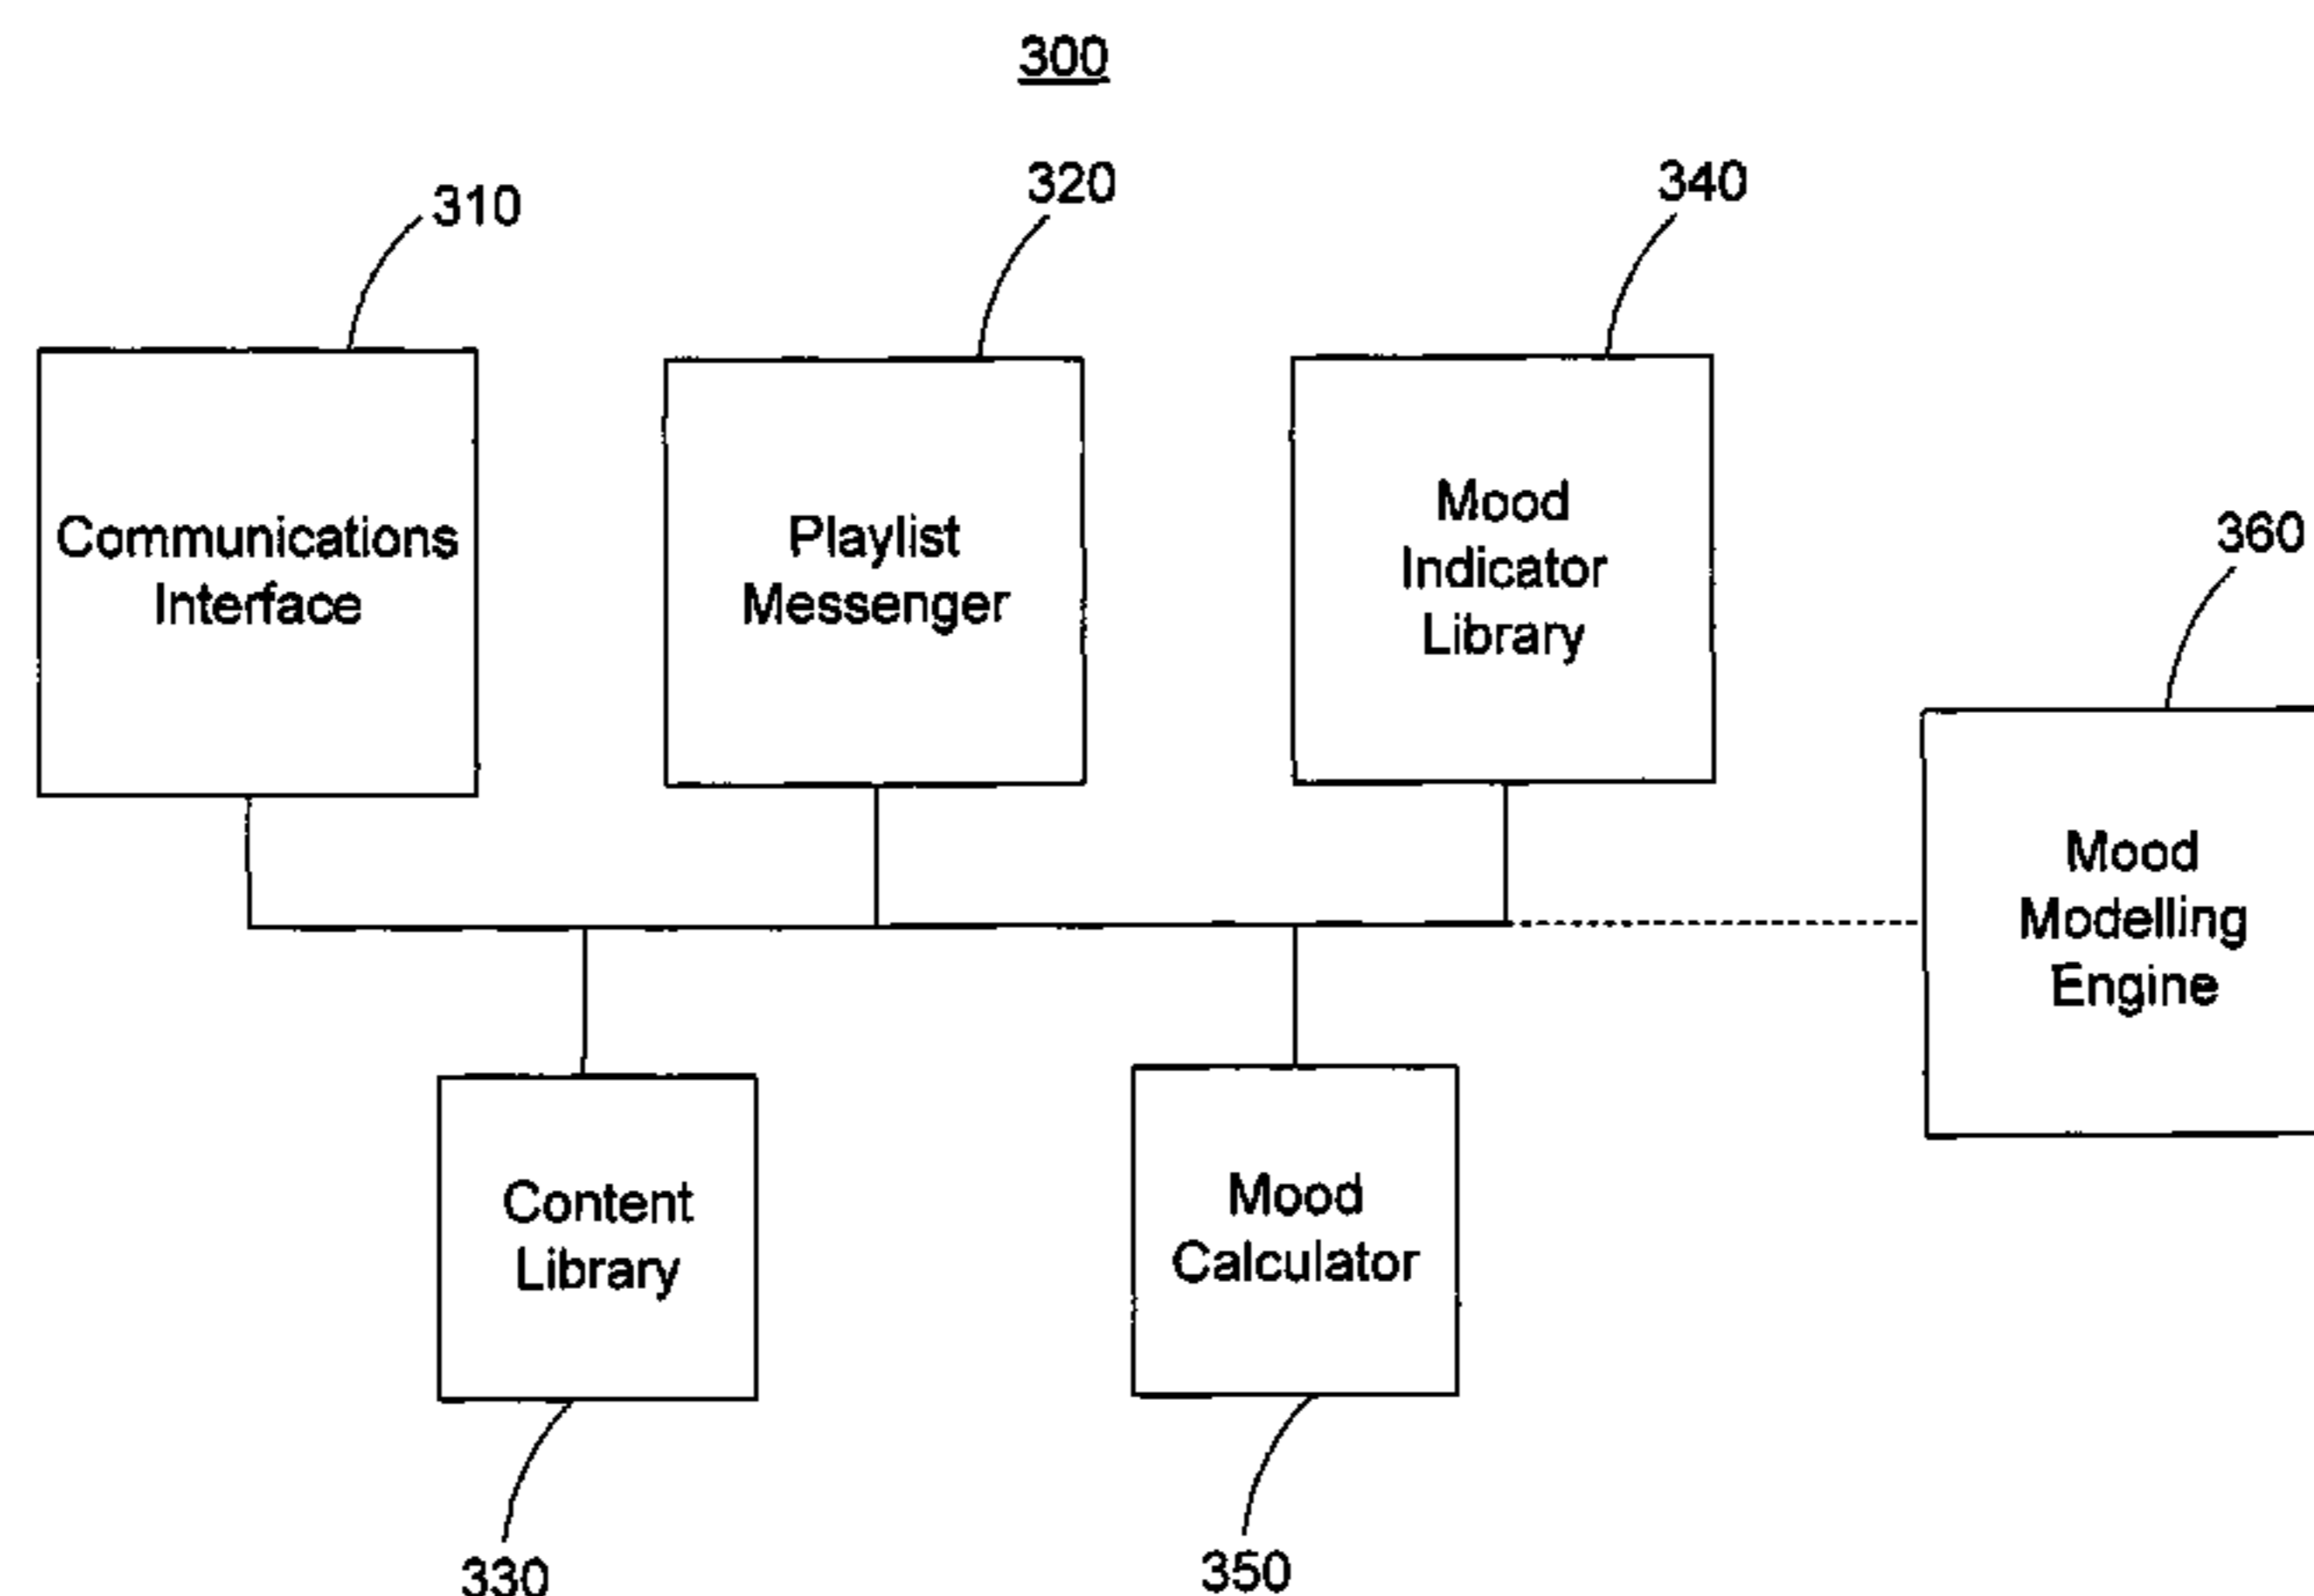 300
310
320
340
360
Communications
Interface
Playlist
Messenger
Mood
Indicator
Library
Mood
Modelling
Engine
Content
Library
Mood
Calculator
330
350